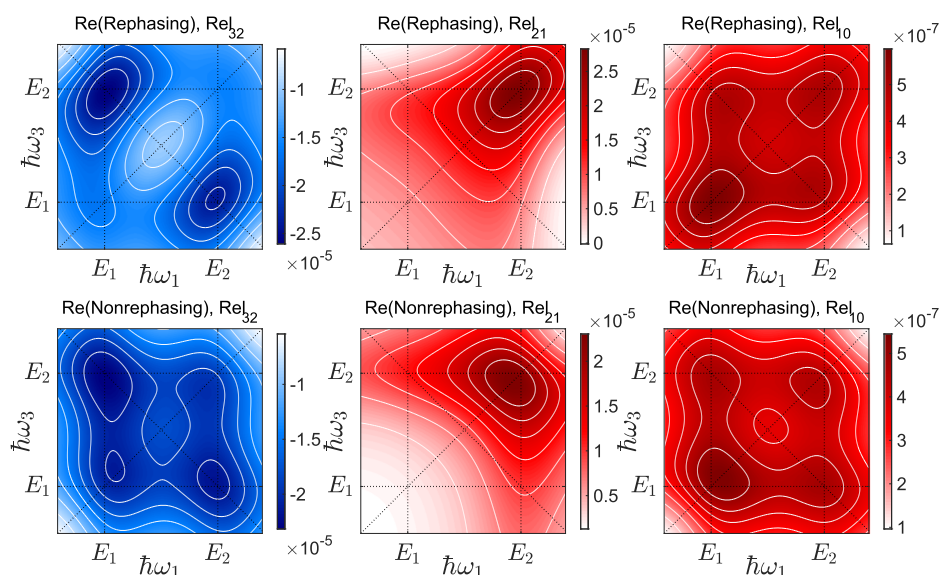 Re(Rephasing), Rel₃₂
Re(Rephasing), Rel₂₁
Re(Rephasing), Rel₁₀
×10⁻⁵
×10⁻⁷
E₂
E₁
ħω₃
E₁ ħω₁ E₂
-1
-1.5
-2
-2.5
×10⁻⁵
E₂
E₁
ħω₃
E₁ ħω₁ E₂
2.5
2
1.5
1
0.5
0
E₂
E₁
ħω₃
E₁ ħω₁ E₂
5
4
3
2
1
Re(Nonrephasing), Rel₃₂
Re(Nonrephasing), Rel₂₁
Re(Nonrephasing), Rel₁₀
×10⁻⁵
×10⁻⁷
E₂
E₁
ħω₃
E₁ ħω₁ E₂
-1
-1.5
-2
×10⁻⁵
E₂
E₁
ħω₃
E₁ ħω₁ E₂
2
1.5
1
0.5
E₂
E₁
ħω₃
E₁ ħω₁ E₂
5
4
3
2
1